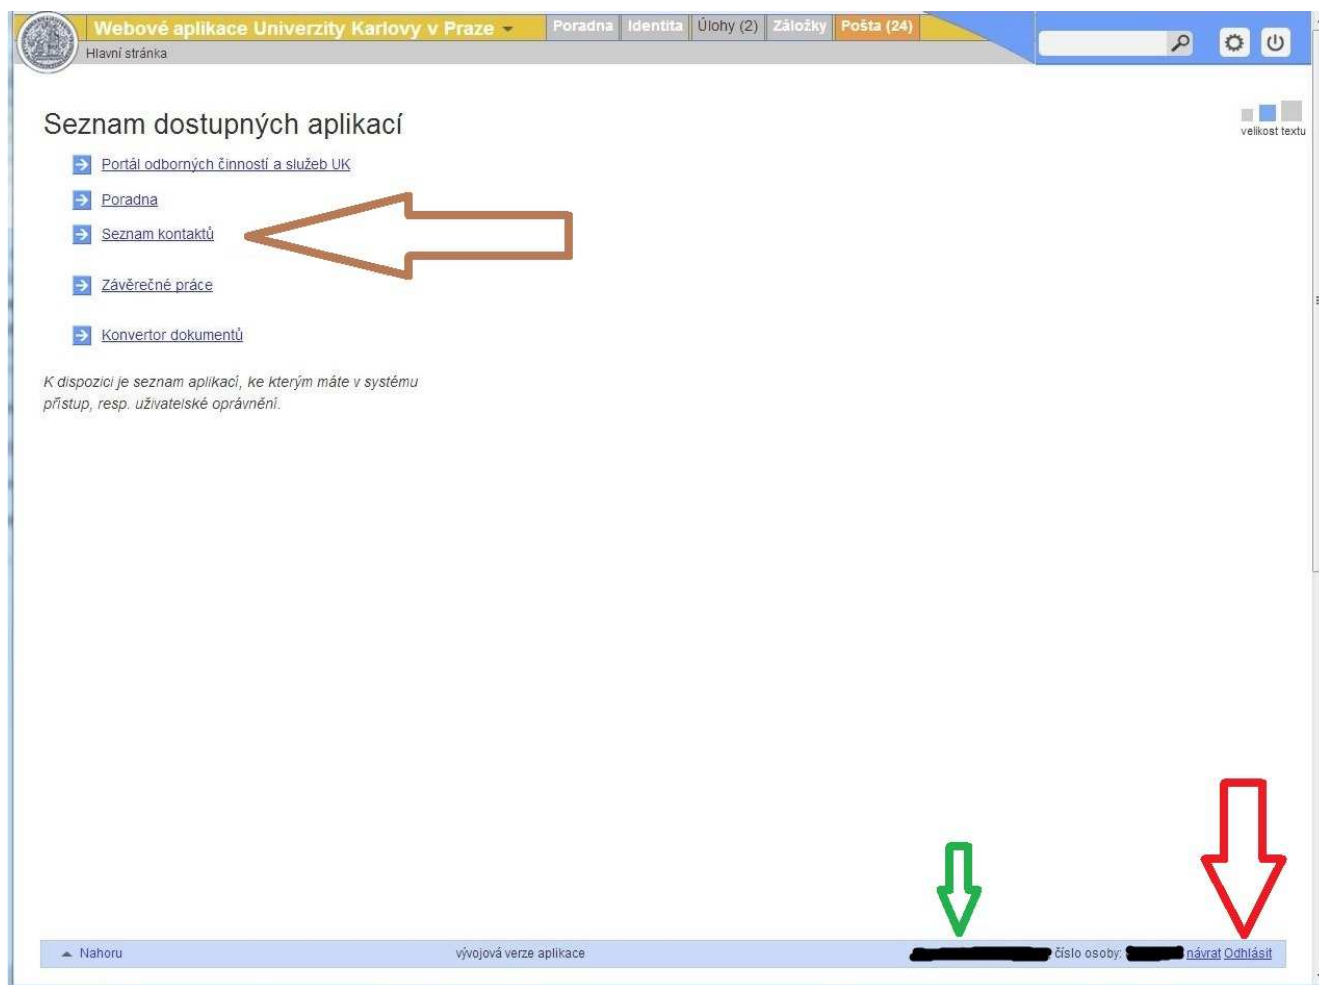 Webové aplikace Univerzity Karlovy v Praze
Poradna Identita Úlohy (2) Záložky Pošta (24)
Hlavní stránka
Seznam dostupných aplikací
velikost textu
Portál odborných činností a služeb UK
Poradna
Seznam kontaktů
Závěrečné práce
Konvertor dokumentů
K dispozici je seznam aplikací, ke kterým máte v systému
přístup, resp. uživatelské oprávnění.
Nahoru vývojová verze aplikace číslo osoby: návrat Odhlásit